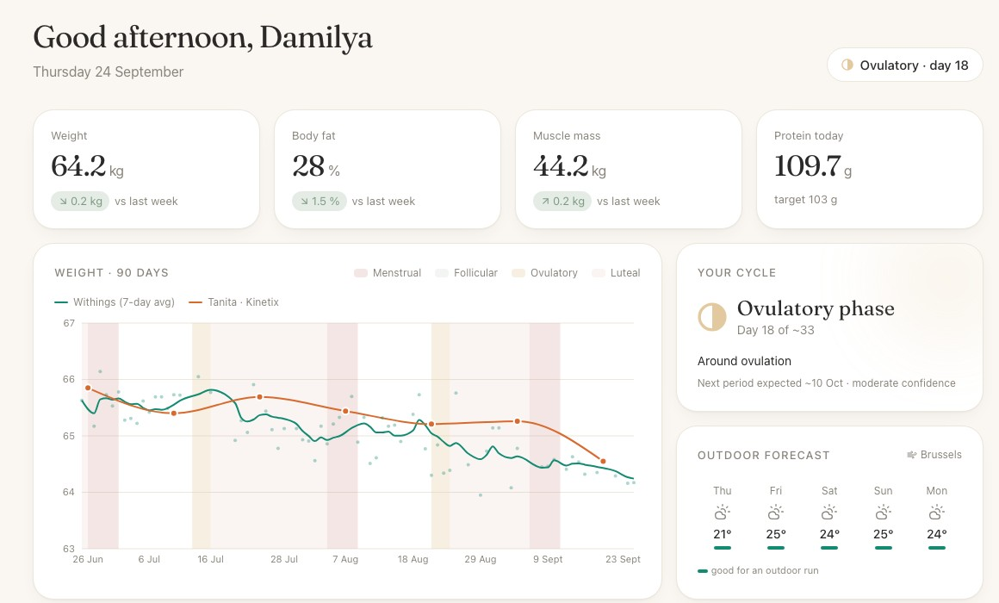 Good afternoon, Damilya
Thursday 24 September
Ovulatory · day 18
Weight
64.2 kg
↘ 0.2 kg vs last week
Body fat
28 %
↘ 1.5 % vs last week
Muscle mass
44.2 kg
↗ 0.2 kg vs last week
Protein today
109.7 g
target 103 g
WEIGHT · 90 DAYS
Menstrual Follicular Ovulatory Luteal
Withings (7-day avg) Tanita · Kinetix
67
66
65
64
63
26 Jun 6 Jul 16 Jul 28 Jul 7 Aug 18 Aug 29 Aug 9 Sept 23 Sept
YOUR CYCLE
Ovulatory phase
Day 18 of ~33
Around ovulation
Next period expected ~10 Oct · moderate confidence
OUTDOOR FORECAST
Brussels
Thu Fri Sat Sun Mon
21° 25° 24° 25° 24°
good for an outdoor run